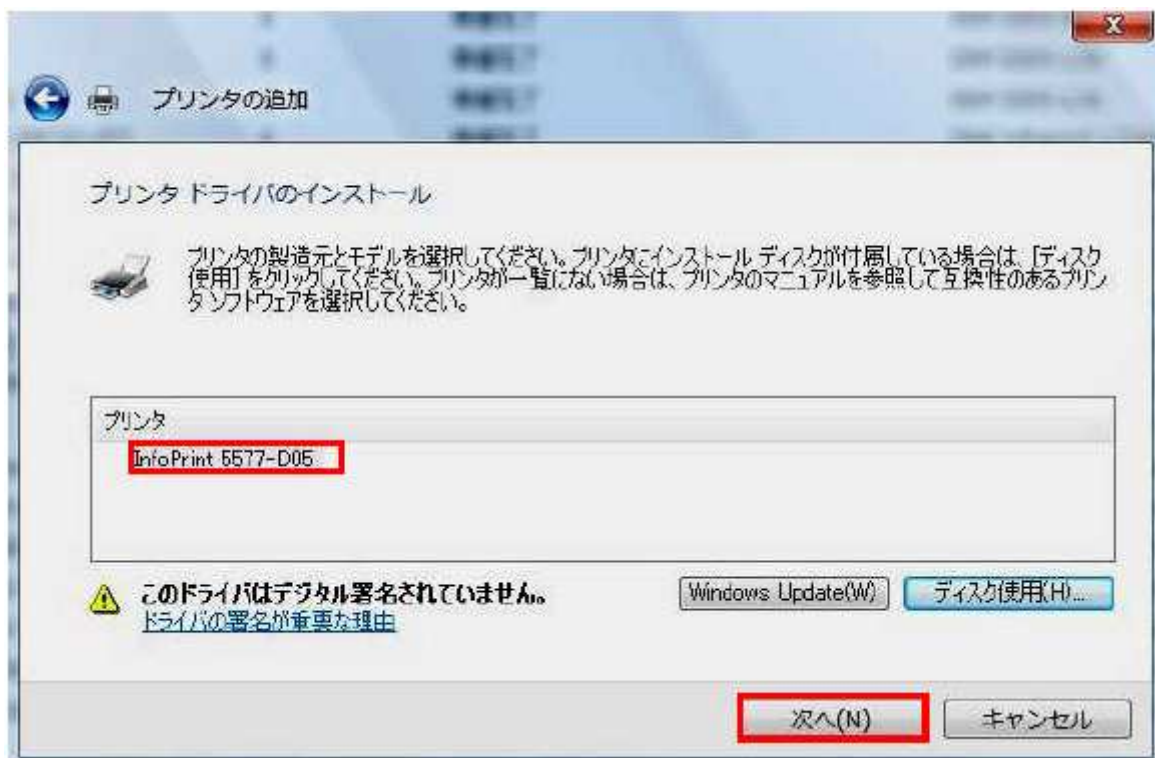 プリンタの追加
プリンタ ドライバのインストール
プリンタの製造元とモデルを選択してください。プリンタにインストール ディスクが付属している場合は、[ディスク
使用] をクリックしてください。プリンタが一覧にない場合は、プリンタのマニュアルを参照して互換性のあるプリン
タ ソフトウェアを選択してください。
プリンタ
InfoPrint 5577-D05
このドライバはデジタル署名されていません。
Windows Update(W)
ディスク使用(H)...
ドライバの署名が重要な理由
次へ(N)
キャンセル